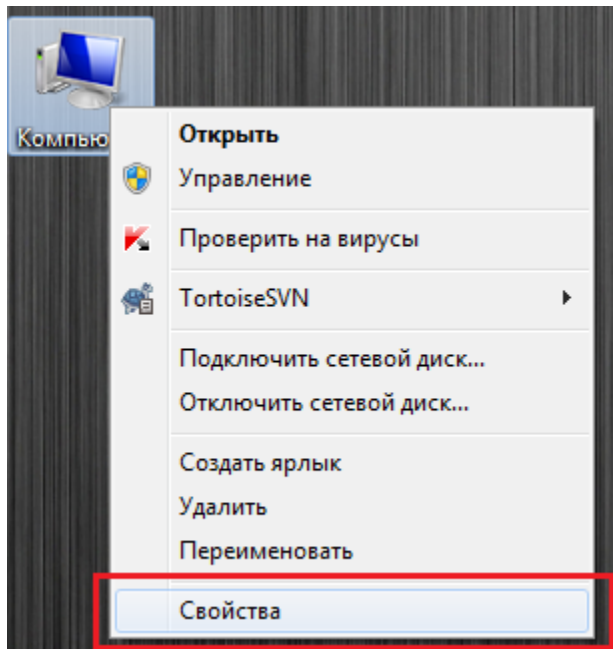 Компью
Открыть
Управление
Проверить на вирусы
TortoiseSVN
Подключить сетевой диск...
Отключить сетевой диск...
Создать ярлык
Удалить
Переименовать
Свойства